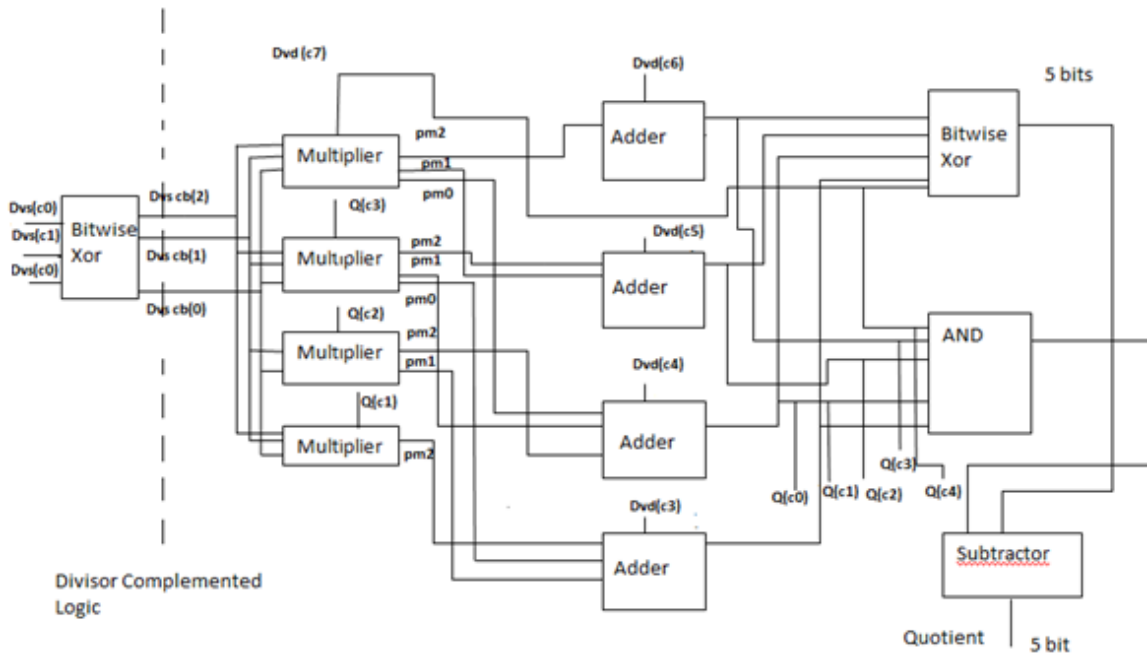 Dvd (c7)
Dvd(c6)
5 bits
pm2
Multiplier
Adder
Bitwise
Xor
pm1
pm0
Dvs cb(2)
Dvs(c0)
Dvs(c1)
Dvs(c0)
Bitwise
Xor
Dvs cb(1)
Dvs cb(0)
Q(c3)
pm2
Multiplier
pm1
pm0
Dvd(c5)
Adder
Q(c2)
pm2
Multiplier
pm1
AND
Dvd(c4)
Q(c1)
Multiplier
pm2
Adder
Q(c0)
Q(c1)
Q(c2)
Q(c3)
Q(c4)
Dvd(c3)
Adder
Subtractor
Divisor Complemented
Logic
Quotient
5 bit